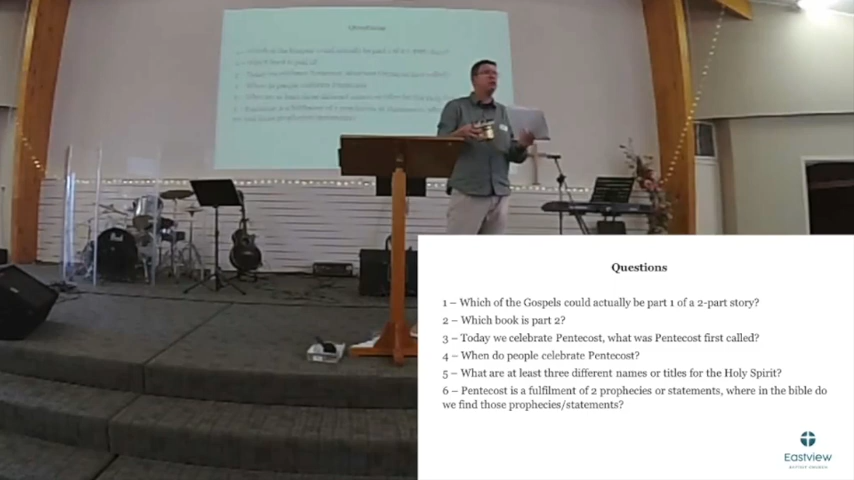 Questions
1 – Which of the Gospels could actually be part 1 of a 2-part story?
2 – Which book is part 2?
3 – Today we celebrate Pentecost, what was Pentecost first called?
4 – When do people celebrate Pentecost?
5 – What are at least three different names or titles for the Holy Spirit?
6 – Pentecost is a fulfilment of 2 prophecies or statements, where in the bible do
we find those prophecies/statements?
Eastview
BAPTIST CHURCH
Questions